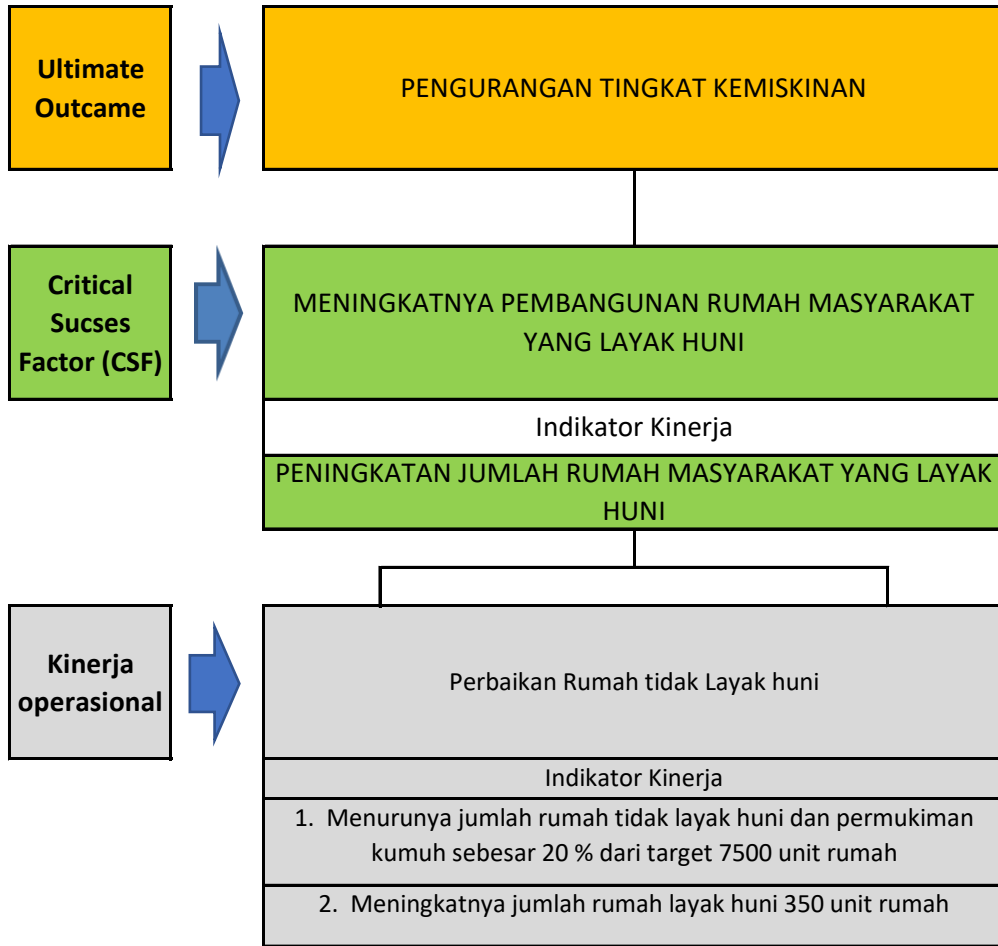 Ultimate
Outcame
PENGURANGAN TINGKAT KEMISKINAN
Critical
Sucses
Factor (CSF)
MENINGKATNYA PEMBANGUNAN RUMAH MASYARAKAT
YANG LAYAK HUNI
Indikator Kinerja
PENINGKATAN JUMLAH RUMAH MASYARAKAT YANG LAYAK
HUNI
Kinerja
operasional
Perbaikan Rumah tidak Layak huni
Indikator Kinerja
1. Menurunya jumlah rumah tidak layak huni dan permukiman
kumuh sebesar 20 % dari target 7500 unit rumah
2. Meningkatnya jumlah rumah layak huni 350 unit rumah